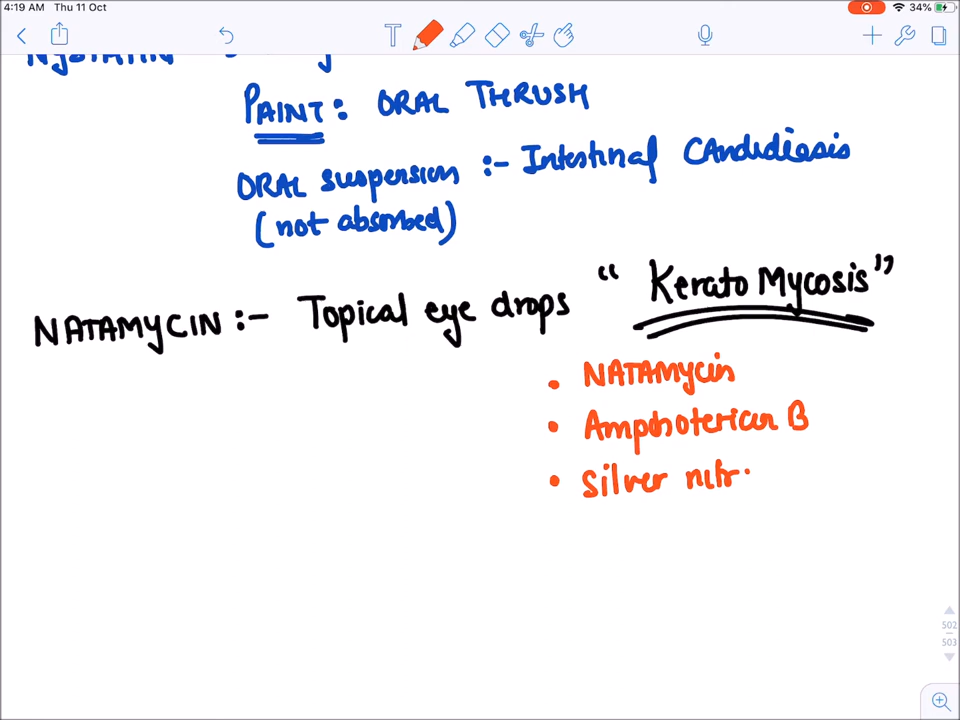 4:19 AM Thu 11 Oct
34%
T
NYSTATIN
PAINT: ORAL THRUSH
ORAL suspension :- Intestinal CAndidiasis
(not absorbed)
NATAMYCIN :- Topical eye drops “ Kerato Mycosis ”
• NATAMycin
• Amphotericin B
• Silver nitr
502
503